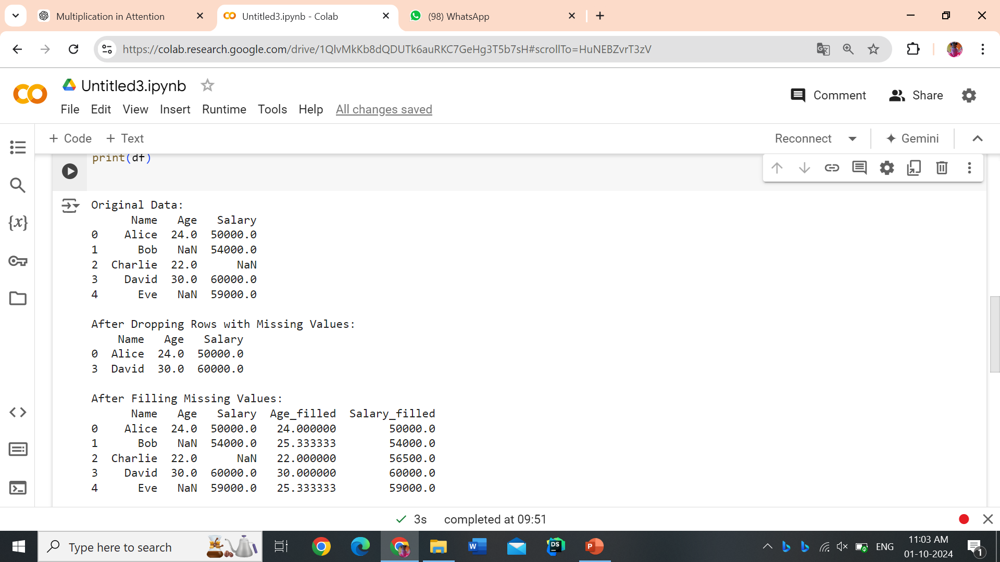 Multiplication in Attention
Untitled3.ipynb - Colab
(98) WhatsApp
https://colab.research.google.com/drive/1QlvMkKb8dQDUTk6auRKC7GeHg3T5b7sH#scrollTo=HuNEBZvrT3zV
Untitled3.ipynb
Comment
Share
File Edit View Insert Runtime Tools Help All changes saved
+ Code + Text
Reconnect
Gemini
print(df)
Original Data:
Name Age Salary
0 Alice 24.0 50000.0
1 Bob NaN 54000.0
2 Charlie 22.0 NaN
3 David 30.0 60000.0
4 Eve NaN 59000.0
After Dropping Rows with Missing Values:
Name Age Salary
0 Alice 24.0 50000.0
3 David 30.0 60000.0
After Filling Missing Values:
Name Age Salary Age_filled Salary_filled
0 Alice 24.0 50000.0 24.000000 50000.0
1 Bob NaN 54000.0 25.333333 54000.0
2 Charlie 22.0 NaN 22.000000 56500.0
3 David 30.0 60000.0 30.000000 60000.0
4 Eve NaN 59000.0 25.333333 59000.0
{x}
3s completed at 09:51
Type here to search
W
DS
P
ENG
11:03 AM
01-10-2024
1